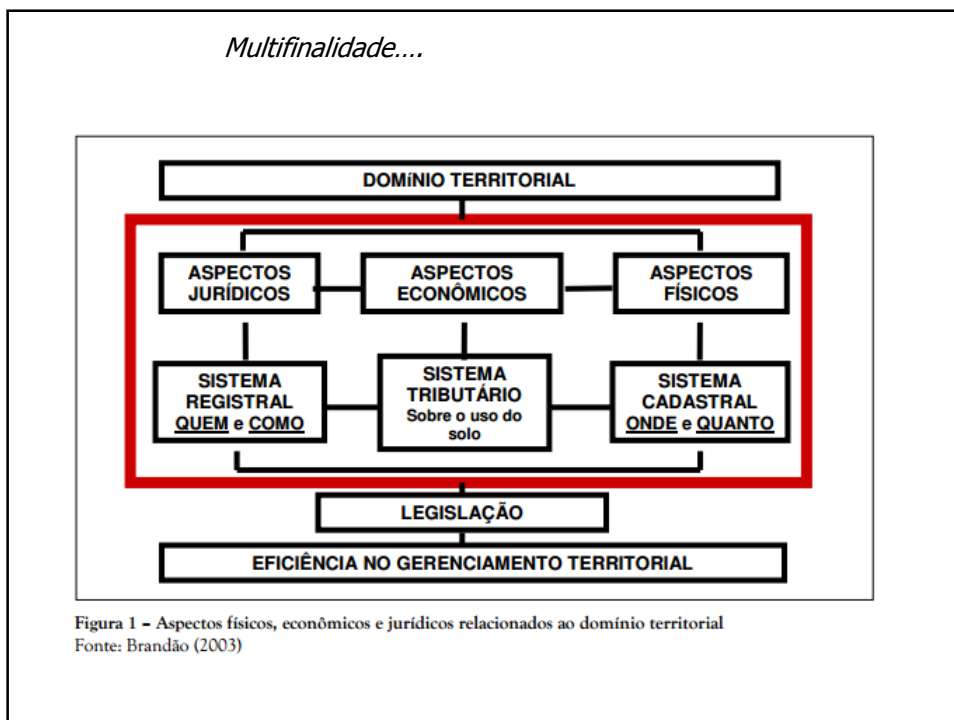 Multifinalidade....
DOMíNIO TERRITORIAL
ASPECTOS
JURÍDICOS
ASPECTOS
ECONÔMICOS
ASPECTOS
FÍSICOS
SISTEMA
REGISTRAL
QUEM e COMO
SISTEMA
TRIBUTÁRIO
Sobre o uso do
solo
SISTEMA
CADASTRAL
ONDE e QUANTO
LEGISLAÇÃO
EFICIÊNCIA NO GERENCIAMENTO TERRITORIAL
Figura 1 – Aspectos físicos, econômicos e jurídicos relacionados ao domínio territorial
Fonte: Brandão (2003)